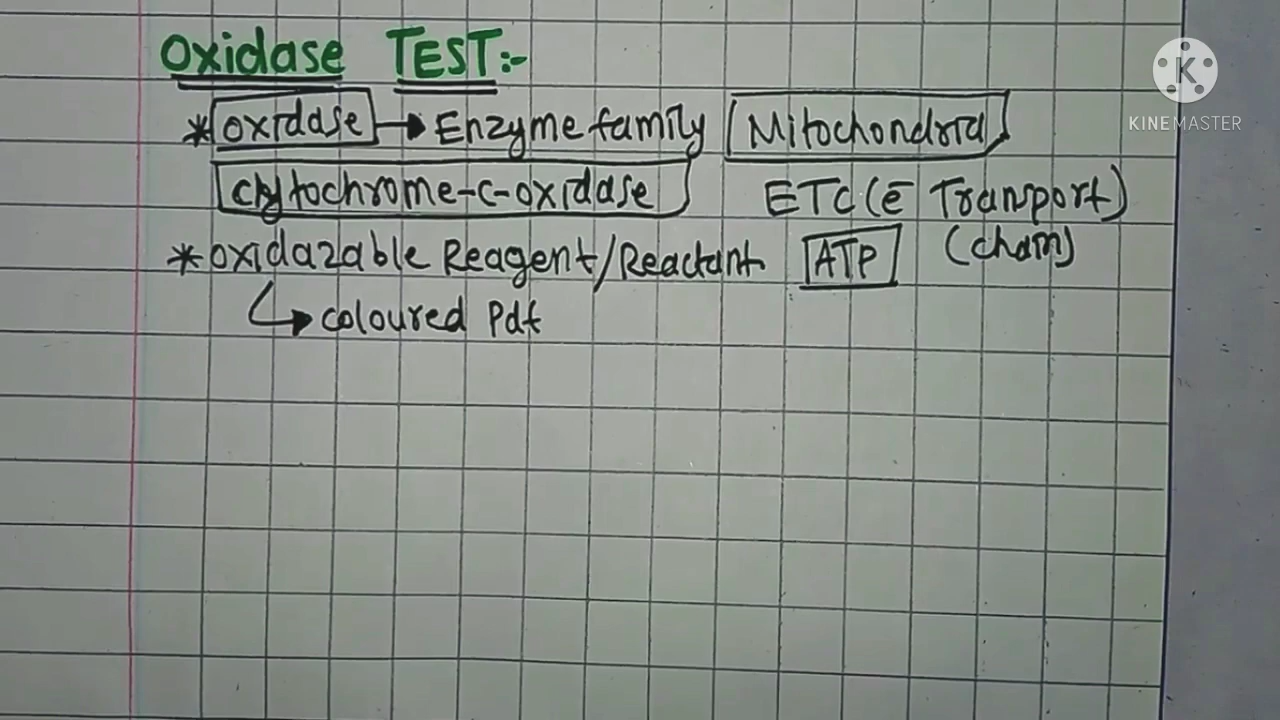 Oxidase TEST:-
* oxidase → Enzyme family Mitochondria
Cytochrome-c-oxidase ETC (ē Transport)
* oxidazable Reagent/Reactant ATP (chain)
↳ coloured Pdt
K
KINEMASTER